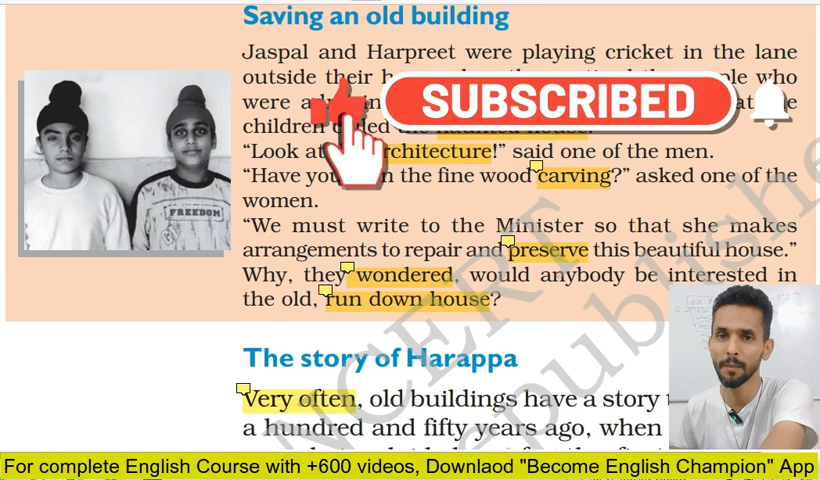 Saving an old building
Jaspal and Harpreet were playing cricket in the lane
outside their
who
were
children
SUBSCRIBED
“Look at
rchitecture!” said one of the men.
“Have you
the fine wood carving?” asked one of the
women.
“We must write to the Minister so that she makes
arrangements to repair and preserve this beautiful house.”
Why, they wondered, would anybody be interested in
the old, run down house?
FREEDOM
The story of Harappa
Very often, old buildings have a story
a hundred and fifty years ago, when
NCERT
republishe
For complete English Course with +600 videos, Downlaod "Become English Champion" App